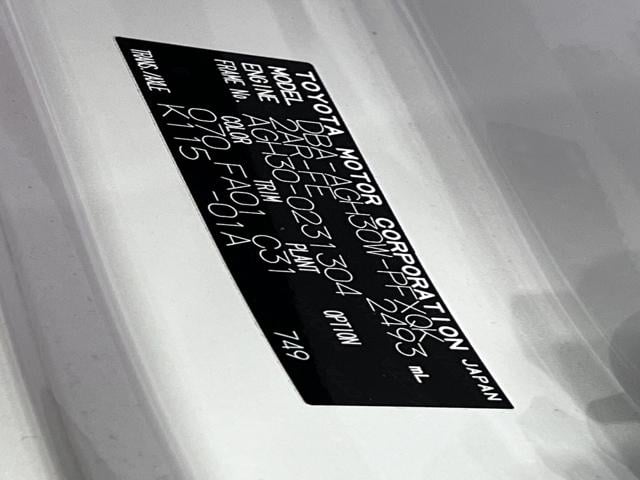 TOYOTA MOTOR CORPORATION JAPAN
MODEL DBA-AGH30W-PFXQK
ENGINE 2AR-FE 2493 mL
FRAME No. AGH30-0231304
COLOR TRIM PLANT OPTION
070 FA01 C31 749
TRANS./AXLE K115 -01A